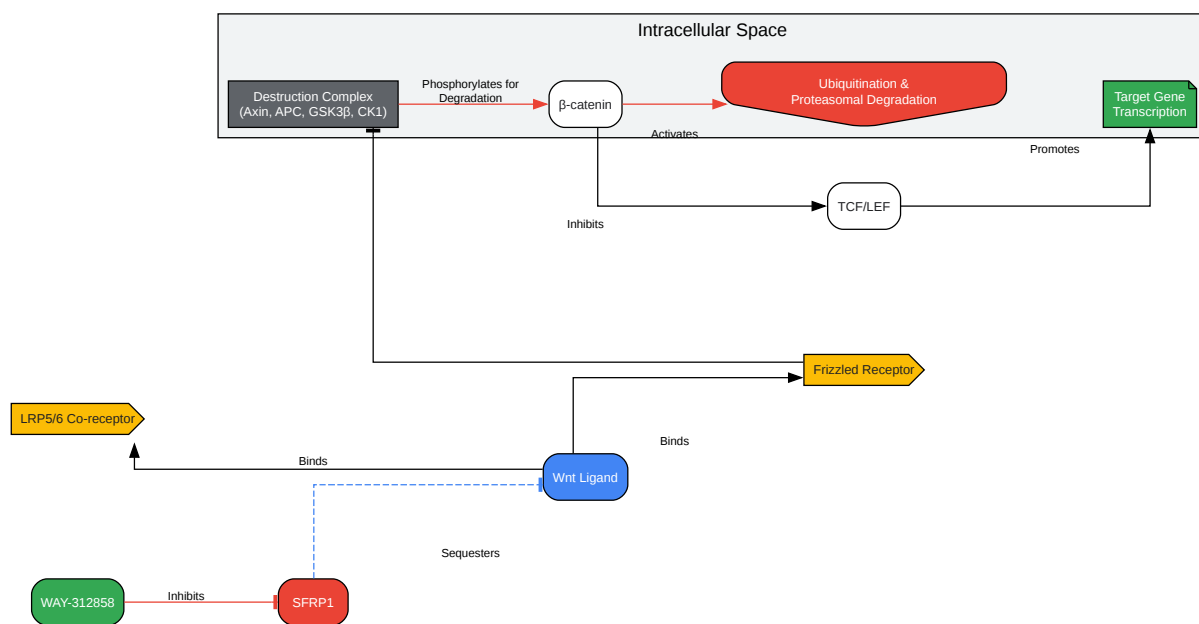 Intracellular Space
Destruction Complex
(Axin, APC, GSK3β, CK1)
Phosphorylates for
Degradation
β-catenin
Ubiquitination &
Proteasomal Degradation
Target Gene
Transcription
Activates
Promotes
TCF/LEF
Inhibits
Frizzled Receptor
LRP5/6 Co-receptor
Binds
Binds
Wnt Ligand
Sequesters
WAY-312858
Inhibits
SFRP1